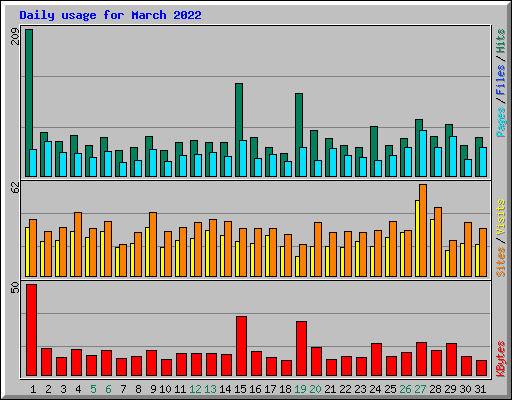 Daily usage for March 2022
209
Pages / Files / Hits
62
Sites / Visits
50
KBytes
1 2 3 4 5 6 7 8 9 10 11 12 13 14 15 16 17 18 19 20 21 22 23 24 25 26 27 28 29 30 31